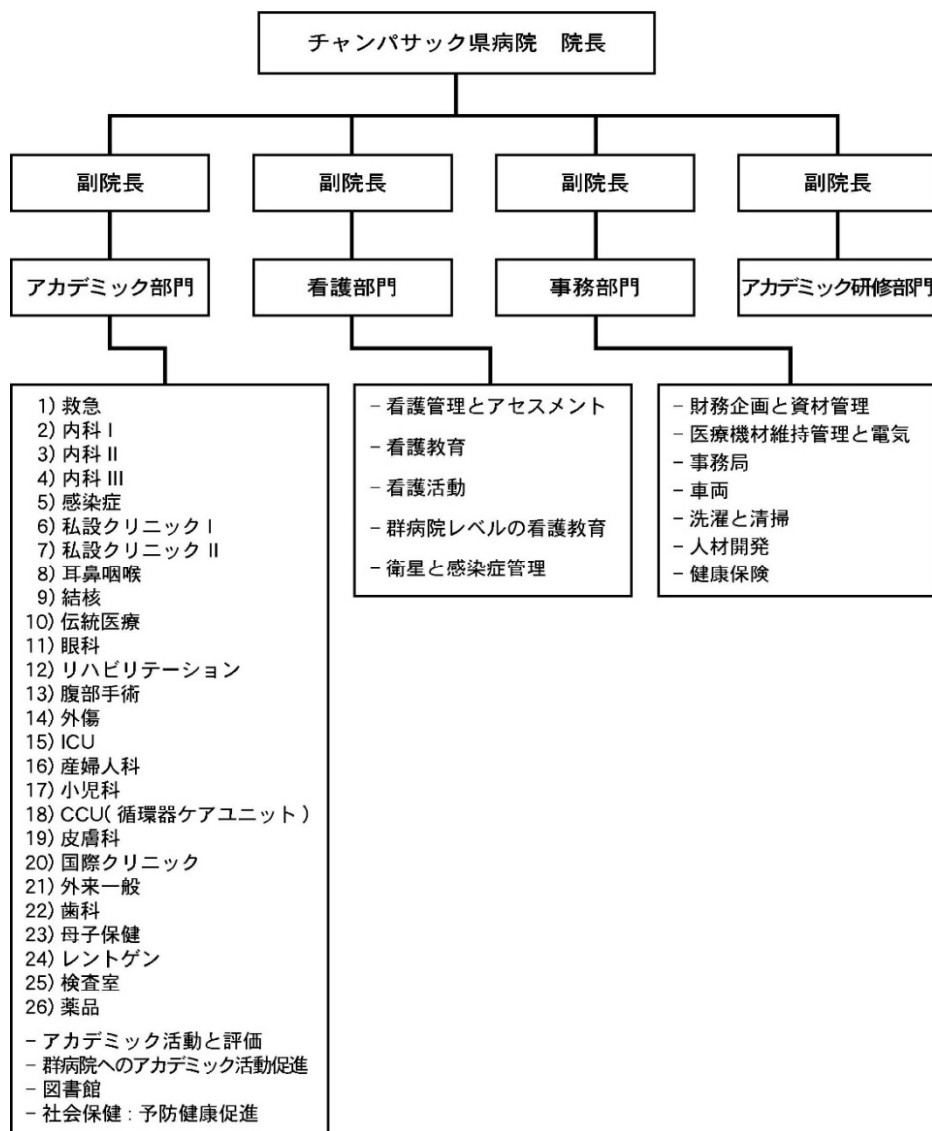 チャンパサック県病院　院長
副院長
副院長
副院長
副院長
アカデミック部門
看護部門
事務部門
アカデミック研修部門
1) 救急
2) 内科 I
3) 内科 II
4) 内科 III
5) 感染症
6) 私設クリニック I
7) 私設クリニック II
8) 耳鼻咽喉
9) 結核
10) 伝統医療
11) 眼科
12) リハビリテーション
13) 腹部手術
14) 外傷
15) ICU
16) 産婦人科
17) 小児科
18) CCU( 循環器ケアユニット )
19) 皮膚科
20) 国際クリニック
21) 外来一般
22) 歯科
23) 母子保健
24) レントゲン
25) 検査室
26) 薬品
– アカデミック活動と評価
– 群病院へのアカデミック活動促進
– 図書館
– 社会保健 : 予防健康促進
– 看護管理とアセスメント
– 看護教育
– 看護活動
– 群病院レベルの看護教育
– 衛星と感染症管理
– 財務企画と資材管理
– 医療機材維持管理と電気
– 事務局
– 車両
– 洗濯と清掃
– 人材開発
– 健康保険